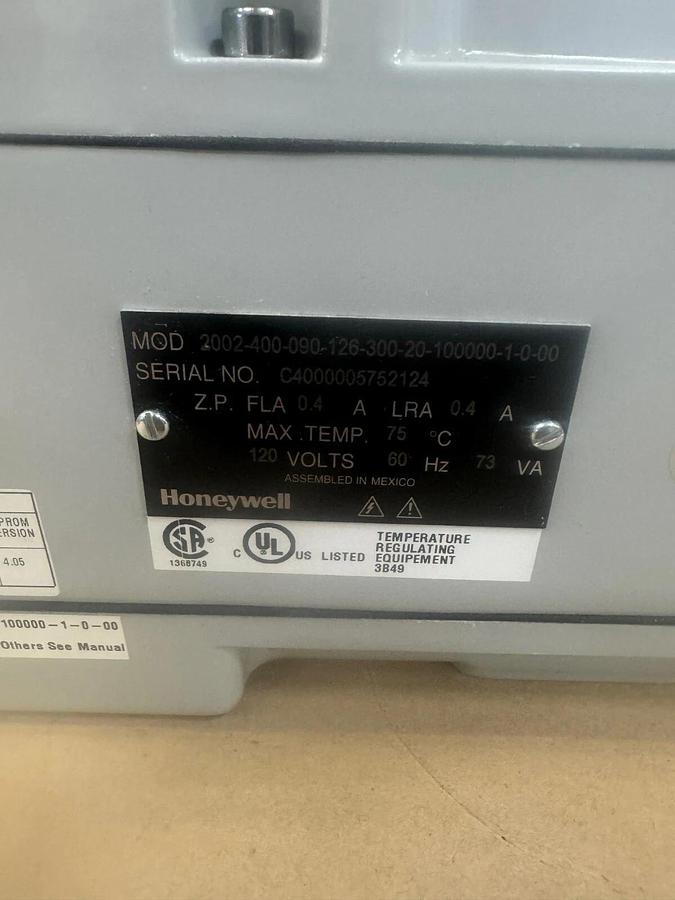 MOD 2002-400-090-126-300-20-100000-1-0-00
SERIAL NO. C4000005752124
Z.P. FLA 0.4 A LRA 0.4 A
MAX .TEMP. 75 °C
120 VOLTS 60 Hz 73 VA
ASSEMBLED IN MEXICO
Honeywell
SA ®
1368749
C UL US LISTED
TEMPERATURE
REGULATING
EQUIPEMENT
3B49
PROM
ERSION
4.05
100000-1-0-00
Others See Manual